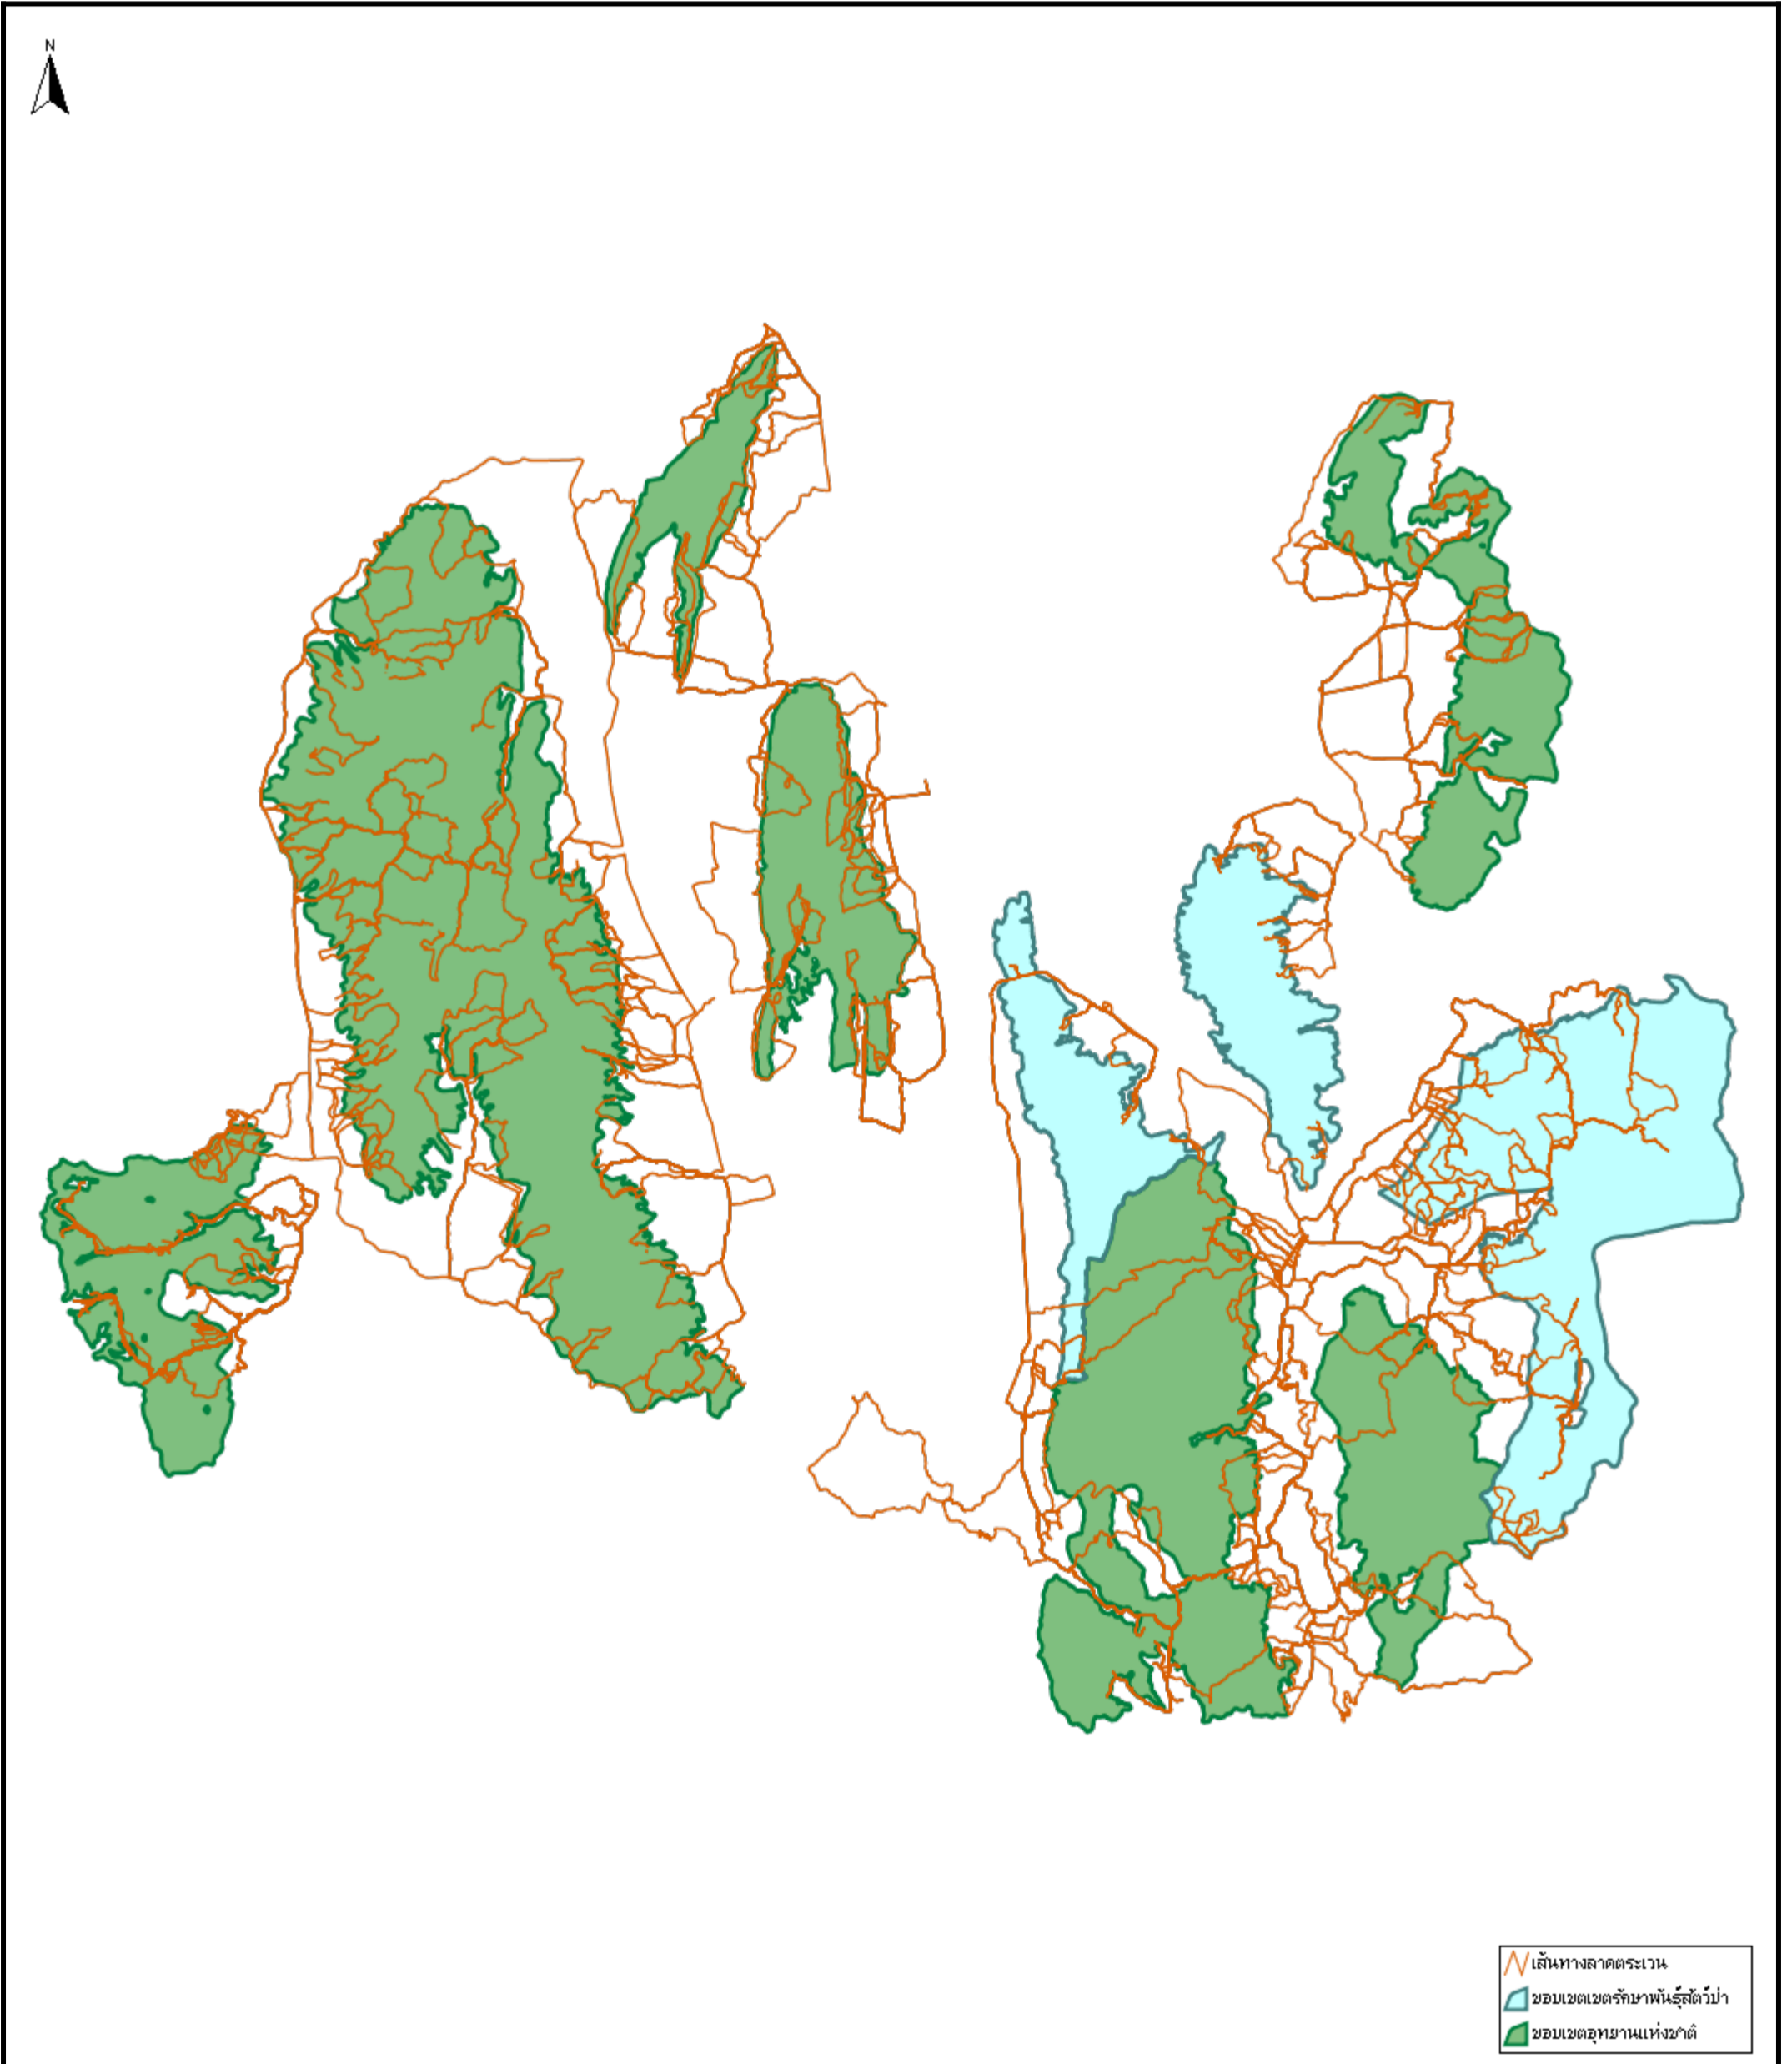 N
เส้นทางลาดตระเวน
ขอบเขตเขตรักษาพันธุ์สัตว์ป่า
ขอบเขตอุทยานแห่งชาติ